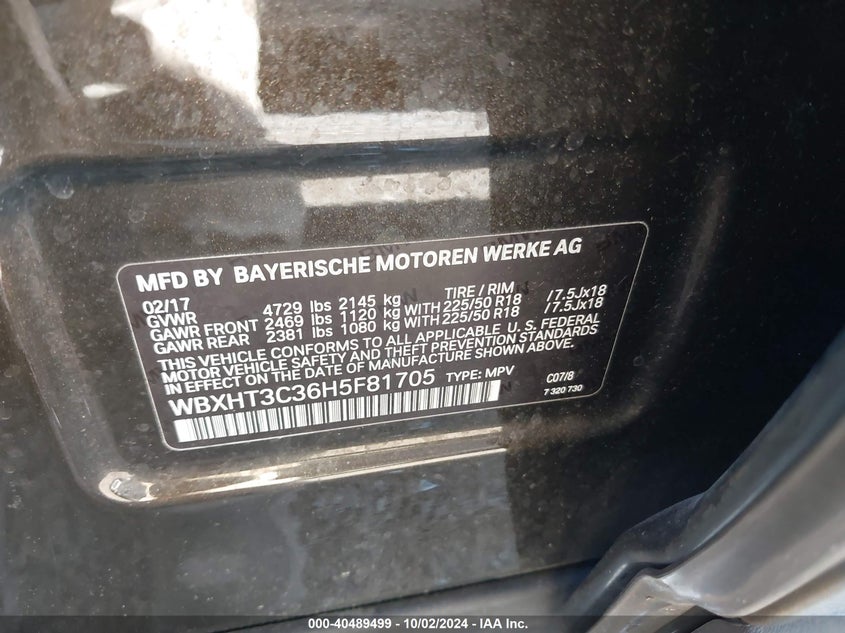 MFD BY BAYERISCHE MOTOREN WERKE AG
02/17 TIRE / RIM
GVWR 4729 lbs 2145 kg
GAWR FRONT 2469 lbs 1120 kg WITH 225/50 R18 /7.5Jx18
GAWR REAR 2381 lbs 1080 kg WITH 225/50 R18 /7.5Jx18
THIS VEHICLE CONFORMS TO ALL APPLICABLE U.S. FEDERAL
MOTOR VEHICLE SAFETY AND THEFT PREVENTION STANDARDS
IN EFFECT ON THE DATE OF MANUFACTURE SHOWN ABOVE.
WBXHT3C36H5F81705 TYPE: MPV C07/8
7 320 730
000-40489499 - 10/02/2024 - IAA Inc.